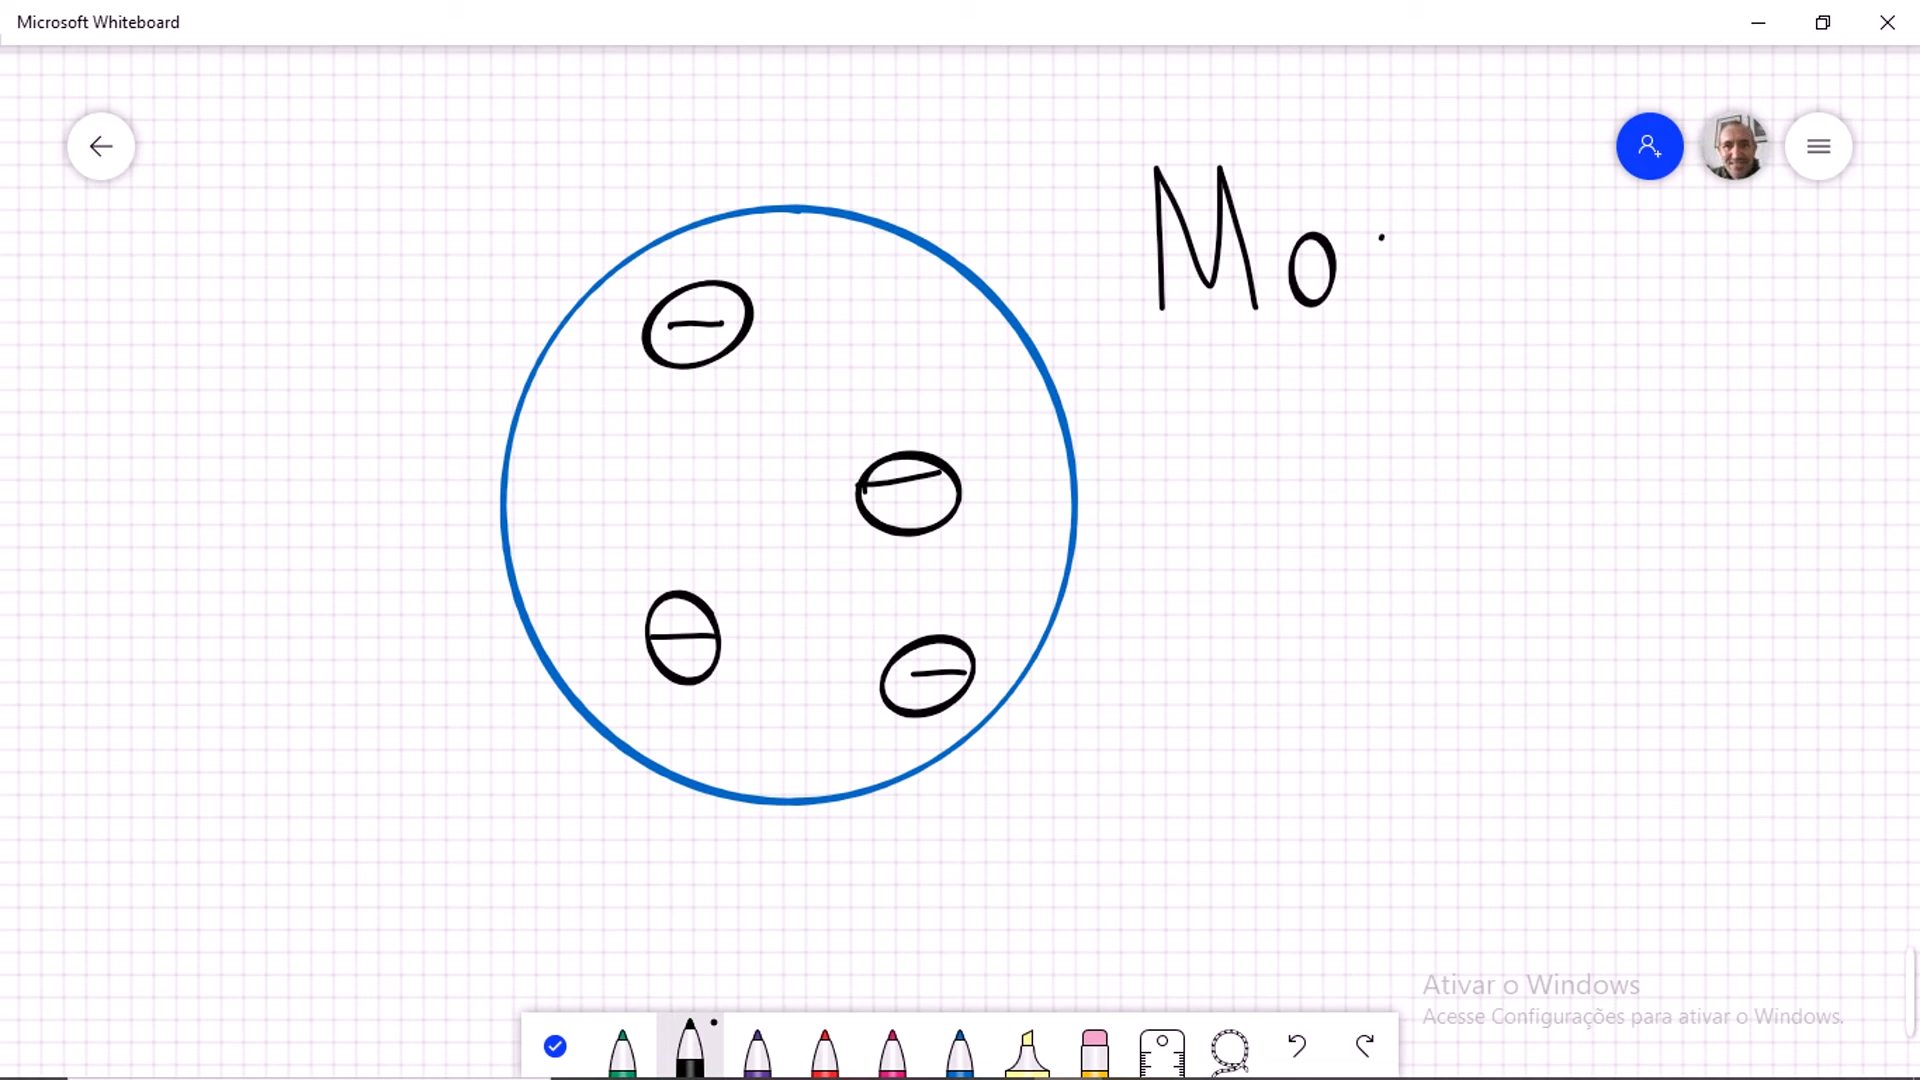 Microsoft Whiteboard
Mo
Ativar o Windows
Acesse Configurações para ativar o Windows.